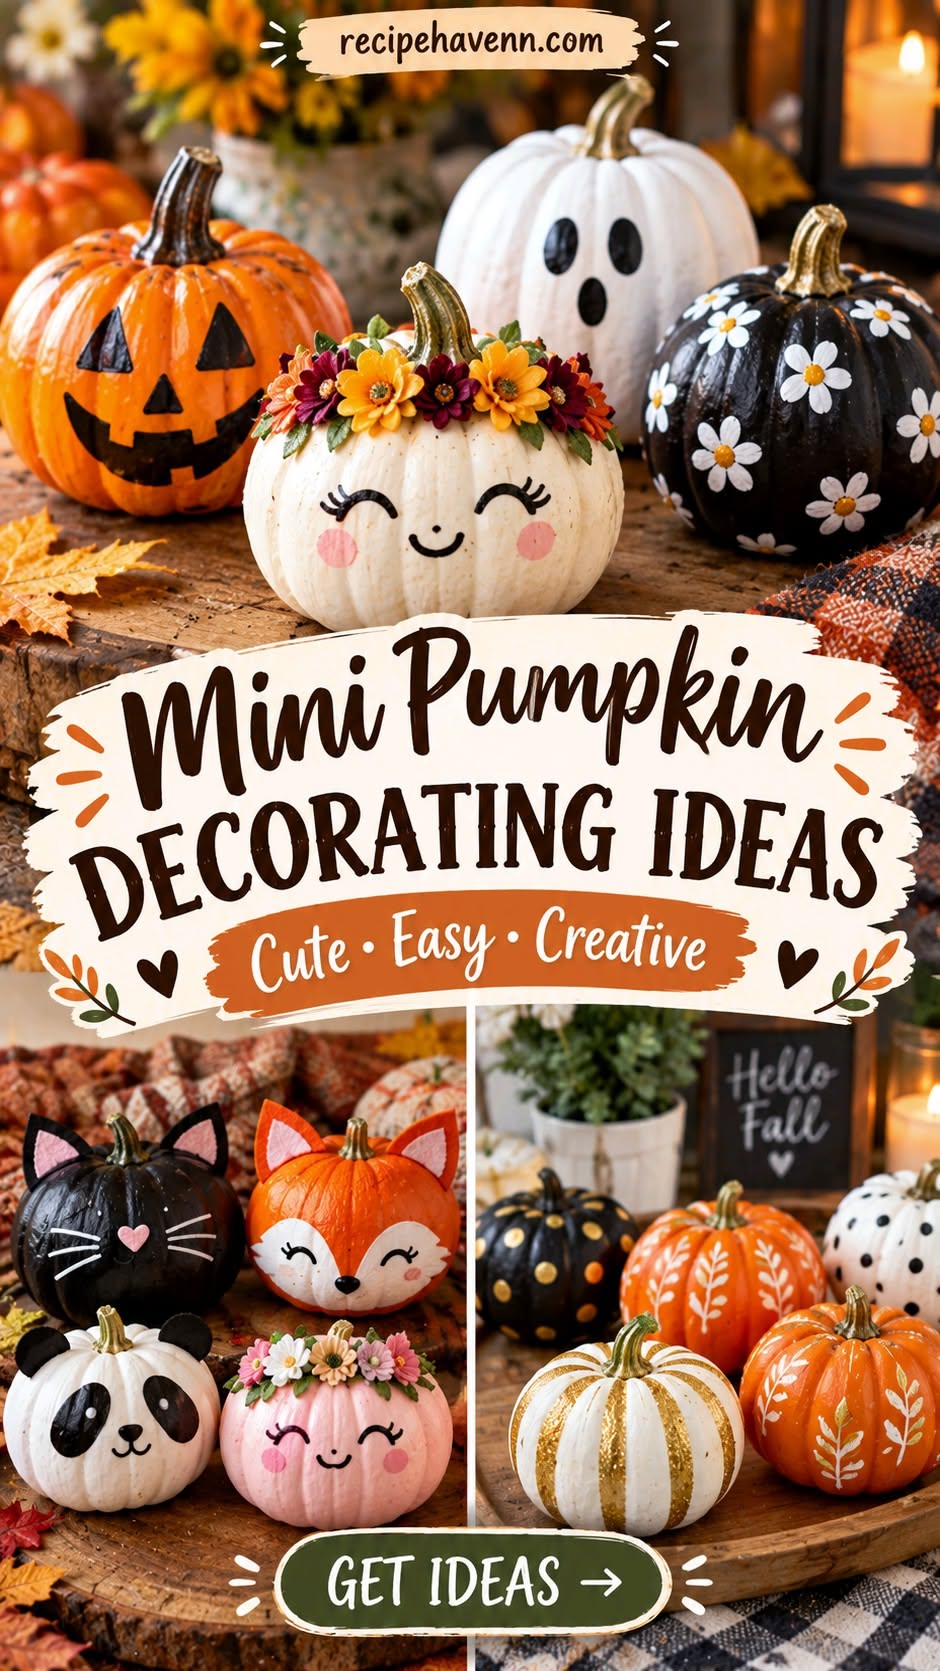 recipehavenn.com
Mini Pumpkin
DECORATING IDEAS
Cute • Easy • Creative
Hello
Fall
GET IDEAS →